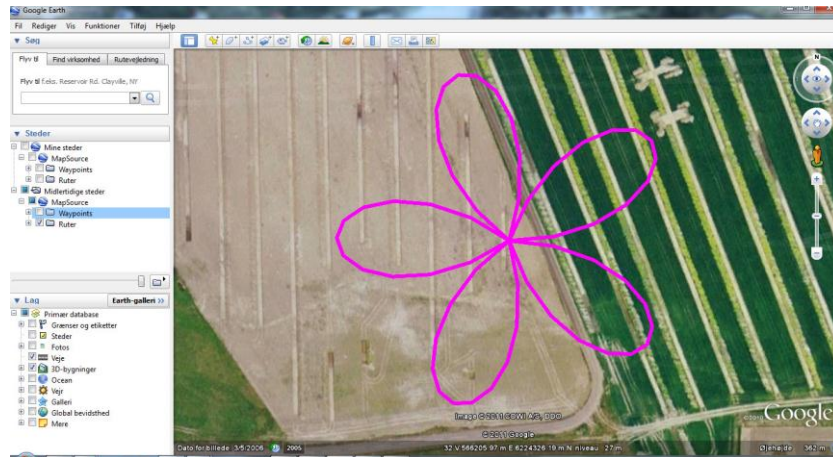 Google Earth
Fil Rediger Vis Funktioner Tilføj Hjælp
Søg
Flyv til Find virksomhed Rutevejledning
Flyv til f.eks. Reservoir Rd. Clayville, NY
Steder
Mine steder
MapSource
Waypoints
Ruter
Midlertidige steder
MapSource
Waypoints
Ruter
Lag
Earth-galleri >>
Primær database
Grænser og etiketter
Steder
Fotos
Veje
3D-bygninger
Ocean
Vejr
Galleri
Global bevidsthed
Mere
N
Image © 2011 COWI A/S, DDO
© 2011 Google
©2010 Google
Dato for billede: 3/5/2006 2005
32 V 566205.97 m E 6224326.19 m N niveau 27 m
Øjenhøjde 362 m